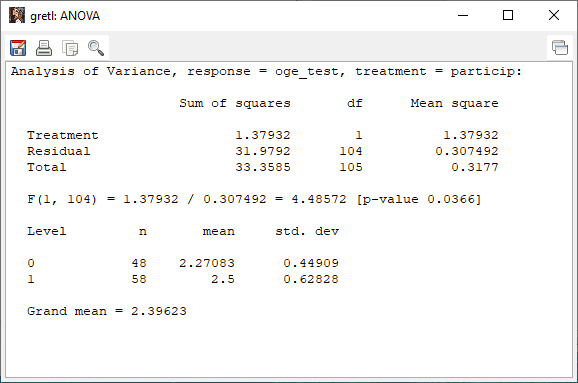 gretl: ANOVA
Analysis of Variance, response = oge_test, treatment = particip:
Sum of squares df Mean square
Treatment 1.37932 1 1.37932
Residual 31.9792 104 0.307492
Total 33.3585 105 0.3177
F(1, 104) = 1.37932 / 0.307492 = 4.48572 [p-value 0.0366]
Level n mean std. dev
0 48 2.27083 0.44909
1 58 2.5 0.62828
Grand mean = 2.39623